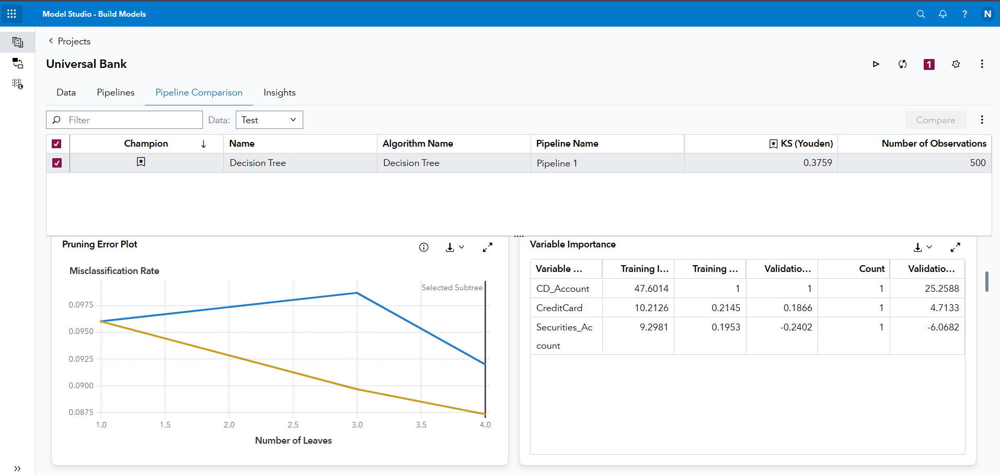 Model Studio - Build Models
? N
Projects
Universal Bank
1
Data Pipelines Pipeline Comparison Insights
Filter Data: Test Compare
Champion Name Algorithm Name Pipeline Name KS (Youden) Number of Observations
Decision Tree Decision Tree Pipeline 1 0.3759 500
Pruning Error Plot
Misclassification Rate
Selected Subtree
0.0975
0.0950
0.0925
0.0900
0.0875
1.0 1.5 2.0 2.5 3.0 3.5 4.0
Number of Leaves
Variable Importance
Variable ... Training I... Training ... Validatio... Count Validatio...
CD_Account 47.6014 1 1 1 25.2588
CreditCard 10.2126 0.2145 0.1866 1 4.7133
Securities_Ac 9.2981 0.1953 -0.2402 1 -6.0682
count